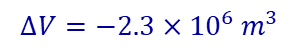 ΔV = −2.3 × 10⁶ m³